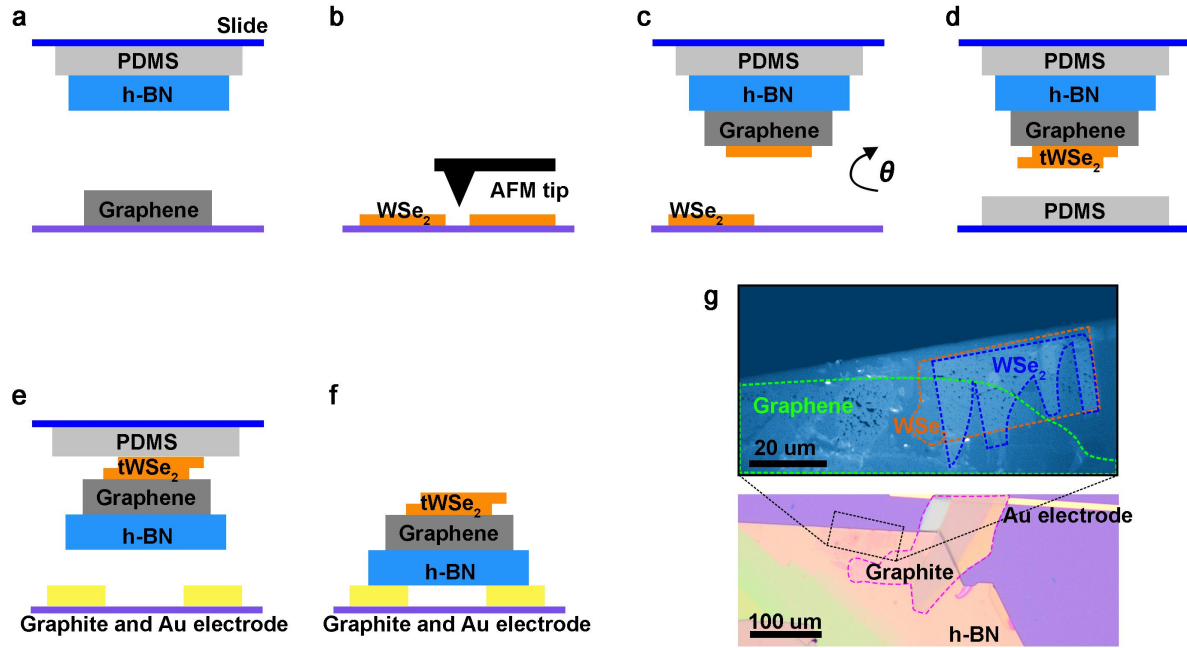 a
Slide
PDMS
h-BN
Graphene
b
AFM tip
WSe₂
c
PDMS
h-BN
Graphene
θ
WSe₂
d
PDMS
h-BN
Graphene
tWSe₂
PDMS
e
PDMS
tWSe₂
Graphene
h-BN
Graphite and Au electrode
f
tWSe₂
Graphene
h-BN
Graphite and Au electrode
g
WSe₂
Graphene
WSe₂
20 um
Au electrode
Graphite
100 um
h-BN